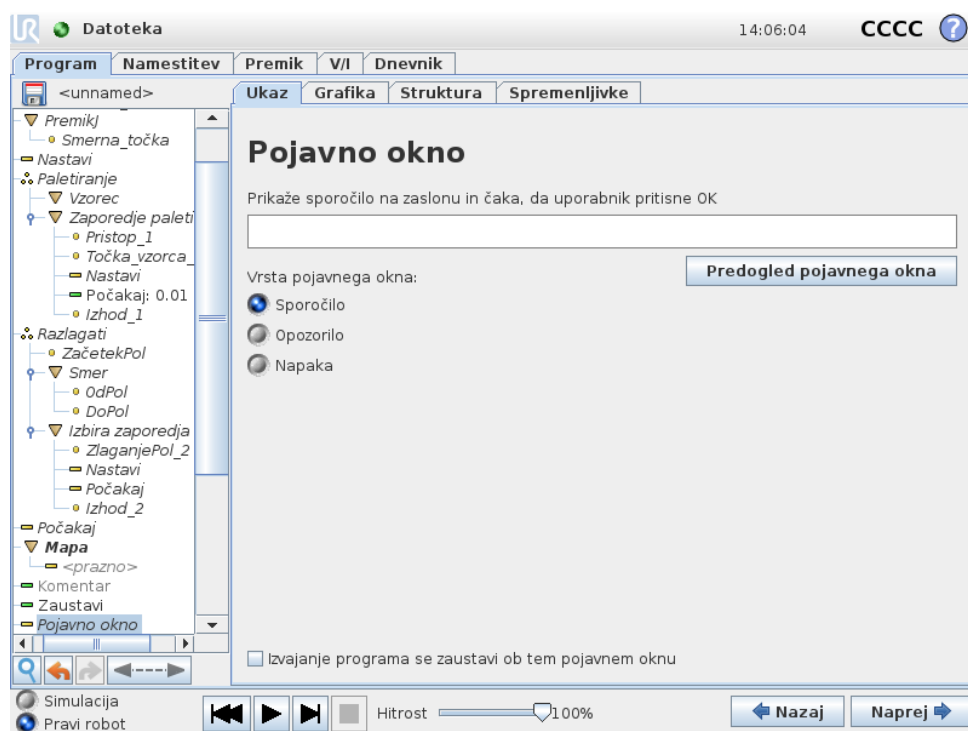 UR Datoteka 14:06:04 CCCC ?
Program Namestitev Premik V/I Dnevnik
<unnamed>
Ukaz Grafika Struktura Spremenljivke
PremikJ
Smerna_točka
Nastavi
Paletiranje
Vzorec
Zaporedje paleti
Pristop_1
Točka_vzorca_
Nastavi
Počakaj: 0.01
Izhod_1
Razlagati
ZačetekPol
Smer
OdPol
DoPol
Izbira zaporedja
ZlaganjePol_2
Nastavi
Počakaj
Izhod_2
Počakaj
Mapa
<prazno>
Komentar
Zaustavi
Pojavno okno
Pojavno okno
Prikaže sporočilo na zaslonu in čaka, da uporabnik pritisne OK
Predogled pojavnega okna
Vrsta pojavnega okna:
Sporočilo
Opozorilo
Napaka
Izvajanje programa se zaustavi ob tem pojavnem oknu
Simulacija
Pravi robot
Hitrost 100%
Nazaj Naprej